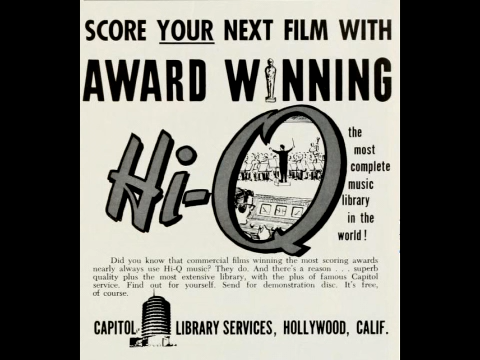 SCORE YOUR NEXT FILM WITH
AWARD WINNING
Hi-Q
the
most
complete
music
library
in the
world!
Did you know that commercial films winning the most scoring awards
nearly always use Hi-Q music? They do. And there's a reason . . . superb
quality plus the most extensive library, with the plus of famous Capitol
service. Find out for yourself. Send for demonstration disc. It's free,
of course.
CAPITOL LIBRARY SERVICES, HOLLYWOOD, CALIF.